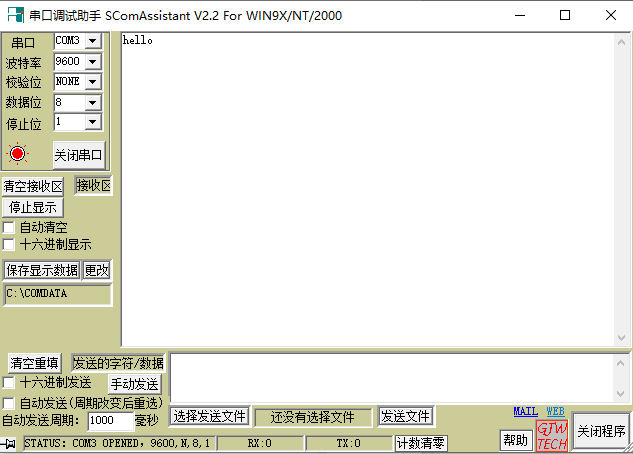 串口调试助手 SComAssistant V2.2 For WIN9X/NT/2000
串口 COM3
波特率 9600
校验位 NONE
数据位 8
停止位 1
关闭串口
hello
清空接收区 接收区
停止显示
自动清空
十六进制显示
保存显示数据 更改
C:\COMDATA
清空重填 发送的字符/数据
十六进制发送 手动发送
自动发送(周期改变后重选)
自动发送周期: 1000 毫秒
选择发送文件 还没有选择文件 发送文件
MAIL WEB
STATUS: COM3 OPENED, 9600,N,8,1 RX:0 TX:0 计数清零
帮助
GJW
TECH
关闭程序